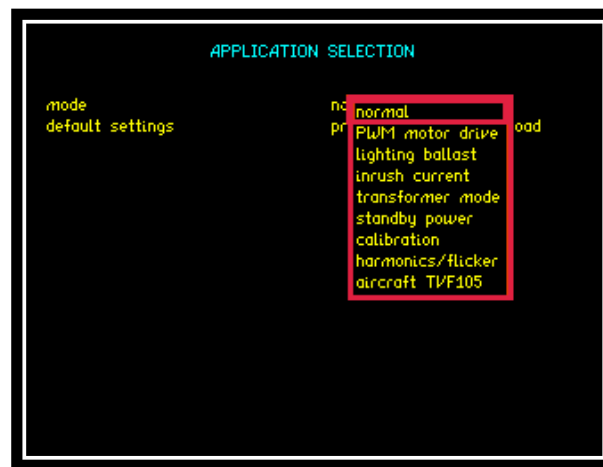 APPLICATION SELECTION
mode
default settings
normal
PWM motor drive
lighting ballast
inrush current
transformer mode
standby power
calibration
harmonics/flicker
aircraft TVF105